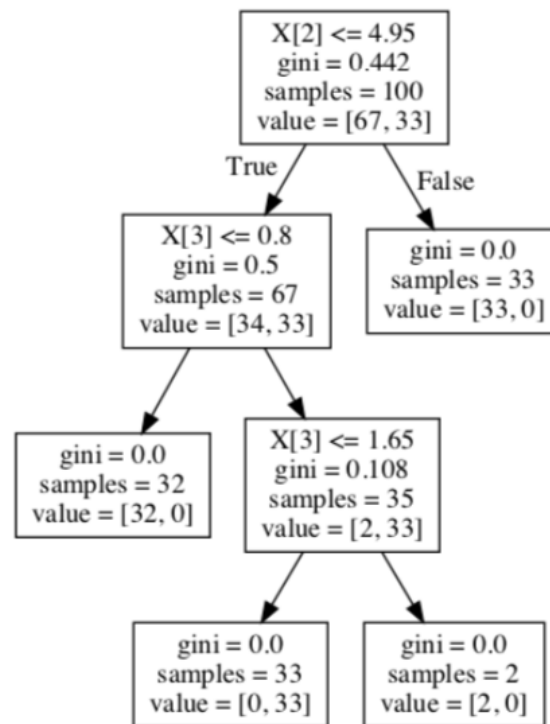 X[2] <= 4.95
gini = 0.442
samples = 100
value = [67, 33]
True
False
X[3] <= 0.8
gini = 0.5
samples = 67
value = [34, 33]
gini = 0.0
samples = 33
value = [33, 0]
gini = 0.0
samples = 32
value = [32, 0]
X[3] <= 1.65
gini = 0.108
samples = 35
value = [2, 33]
gini = 0.0
samples = 33
value = [0, 33]
gini = 0.0
samples = 2
value = [2, 0]